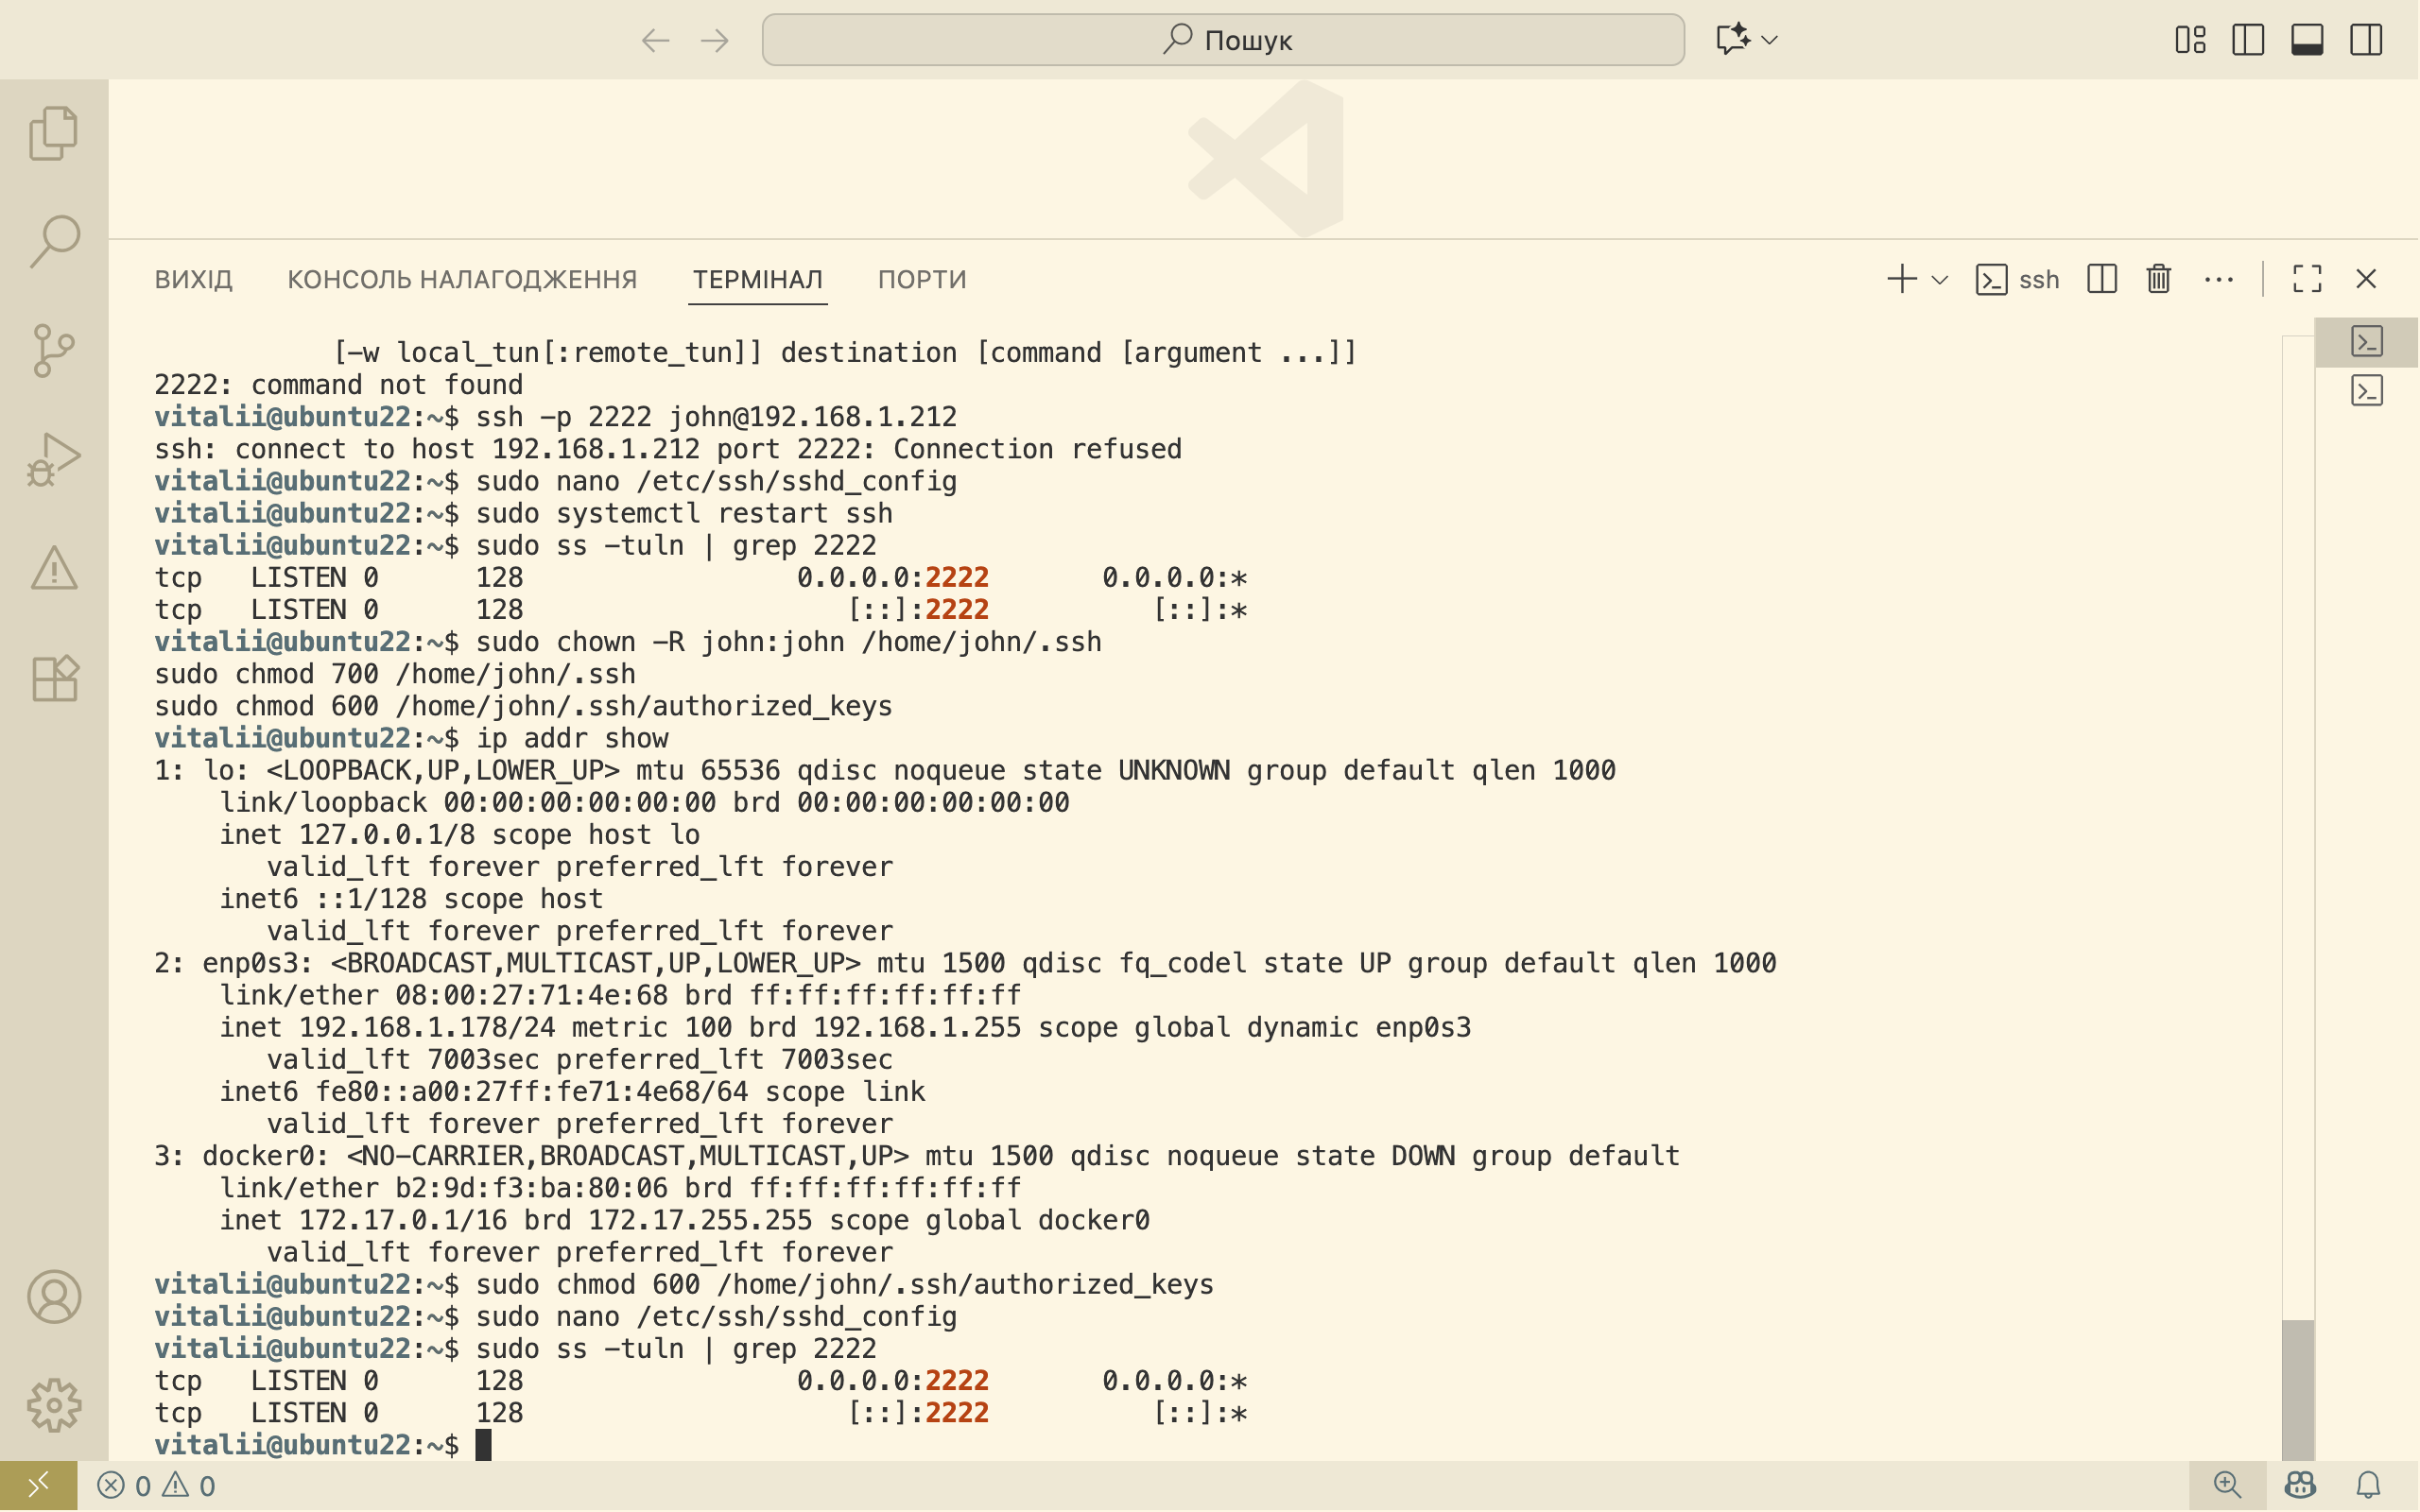 Пошук
ВИХІД КОНСОЛЬ НАЛАГОДЖЕННЯ ТЕРМІНАЛ ПОРТИ ssh
[-w local_tun[:remote_tun]] destination [command [argument ...]]
2222: command not found
vitalii@ubuntu22:~$ ssh -p 2222 john@192.168.1.212
ssh: connect to host 192.168.1.212 port 2222: Connection refused
vitalii@ubuntu22:~$ sudo nano /etc/ssh/sshd_config
vitalii@ubuntu22:~$ sudo systemctl restart ssh
vitalii@ubuntu22:~$ sudo ss -tuln | grep 2222
tcp LISTEN 0 128 0.0.0.0:2222 0.0.0.0:*
tcp LISTEN 0 128 [::]:2222 [::]:*
vitalii@ubuntu22:~$ sudo chown -R john:john /home/john/.ssh
sudo chmod 700 /home/john/.ssh
sudo chmod 600 /home/john/.ssh/authorized_keys
vitalii@ubuntu22:~$ ip addr show
1: lo: <LOOPBACK,UP,LOWER_UP> mtu 65536 qdisc noqueue state UNKNOWN group default qlen 1000
link/loopback 00:00:00:00:00:00 brd 00:00:00:00:00:00
inet 127.0.0.1/8 scope host lo
valid_lft forever preferred_lft forever
inet6 ::1/128 scope host
valid_lft forever preferred_lft forever
2: enp0s3: <BROADCAST,MULTICAST,UP,LOWER_UP> mtu 1500 qdisc fq_codel state UP group default qlen 1000
link/ether 08:00:27:71:4e:68 brd ff:ff:ff:ff:ff:ff
inet 192.168.1.178/24 metric 100 brd 192.168.1.255 scope global dynamic enp0s3
valid_lft 7003sec preferred_lft 7003sec
inet6 fe80::a00:27ff:fe71:4e68/64 scope link
valid_lft forever preferred_lft forever
3: docker0: <NO-CARRIER,BROADCAST,MULTICAST,UP> mtu 1500 qdisc noqueue state DOWN group default
link/ether b2:9d:f3:ba:80:06 brd ff:ff:ff:ff:ff:ff
inet 172.17.0.1/16 brd 172.17.255.255 scope global docker0
valid_lft forever preferred_lft forever
vitalii@ubuntu22:~$ sudo chmod 600 /home/john/.ssh/authorized_keys
vitalii@ubuntu22:~$ sudo nano /etc/ssh/sshd_config
vitalii@ubuntu22:~$ sudo ss -tuln | grep 2222
tcp LISTEN 0 128 0.0.0.0:2222 0.0.0.0:*
tcp LISTEN 0 128 [::]:2222 [::]:*
vitalii@ubuntu22:~$
0 0